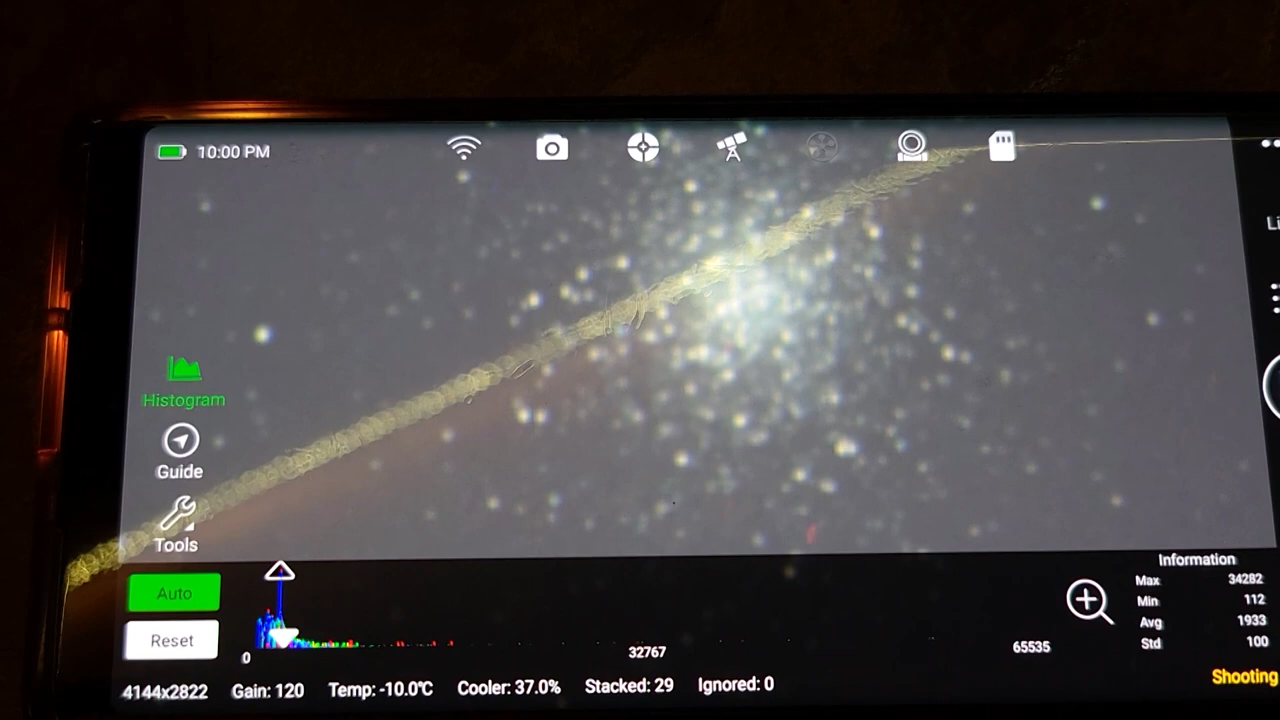 10:00 PM
Li
Histogram
Guide
Tools
Auto
Reset
0
32767
65535
Information
Max 34282
Min 112
Avg 1933
Std 100
Shooting
4144x2822 Gain: 120 Temp: -10.0℃ Cooler: 37.0% Stacked: 29 Ignored: 0